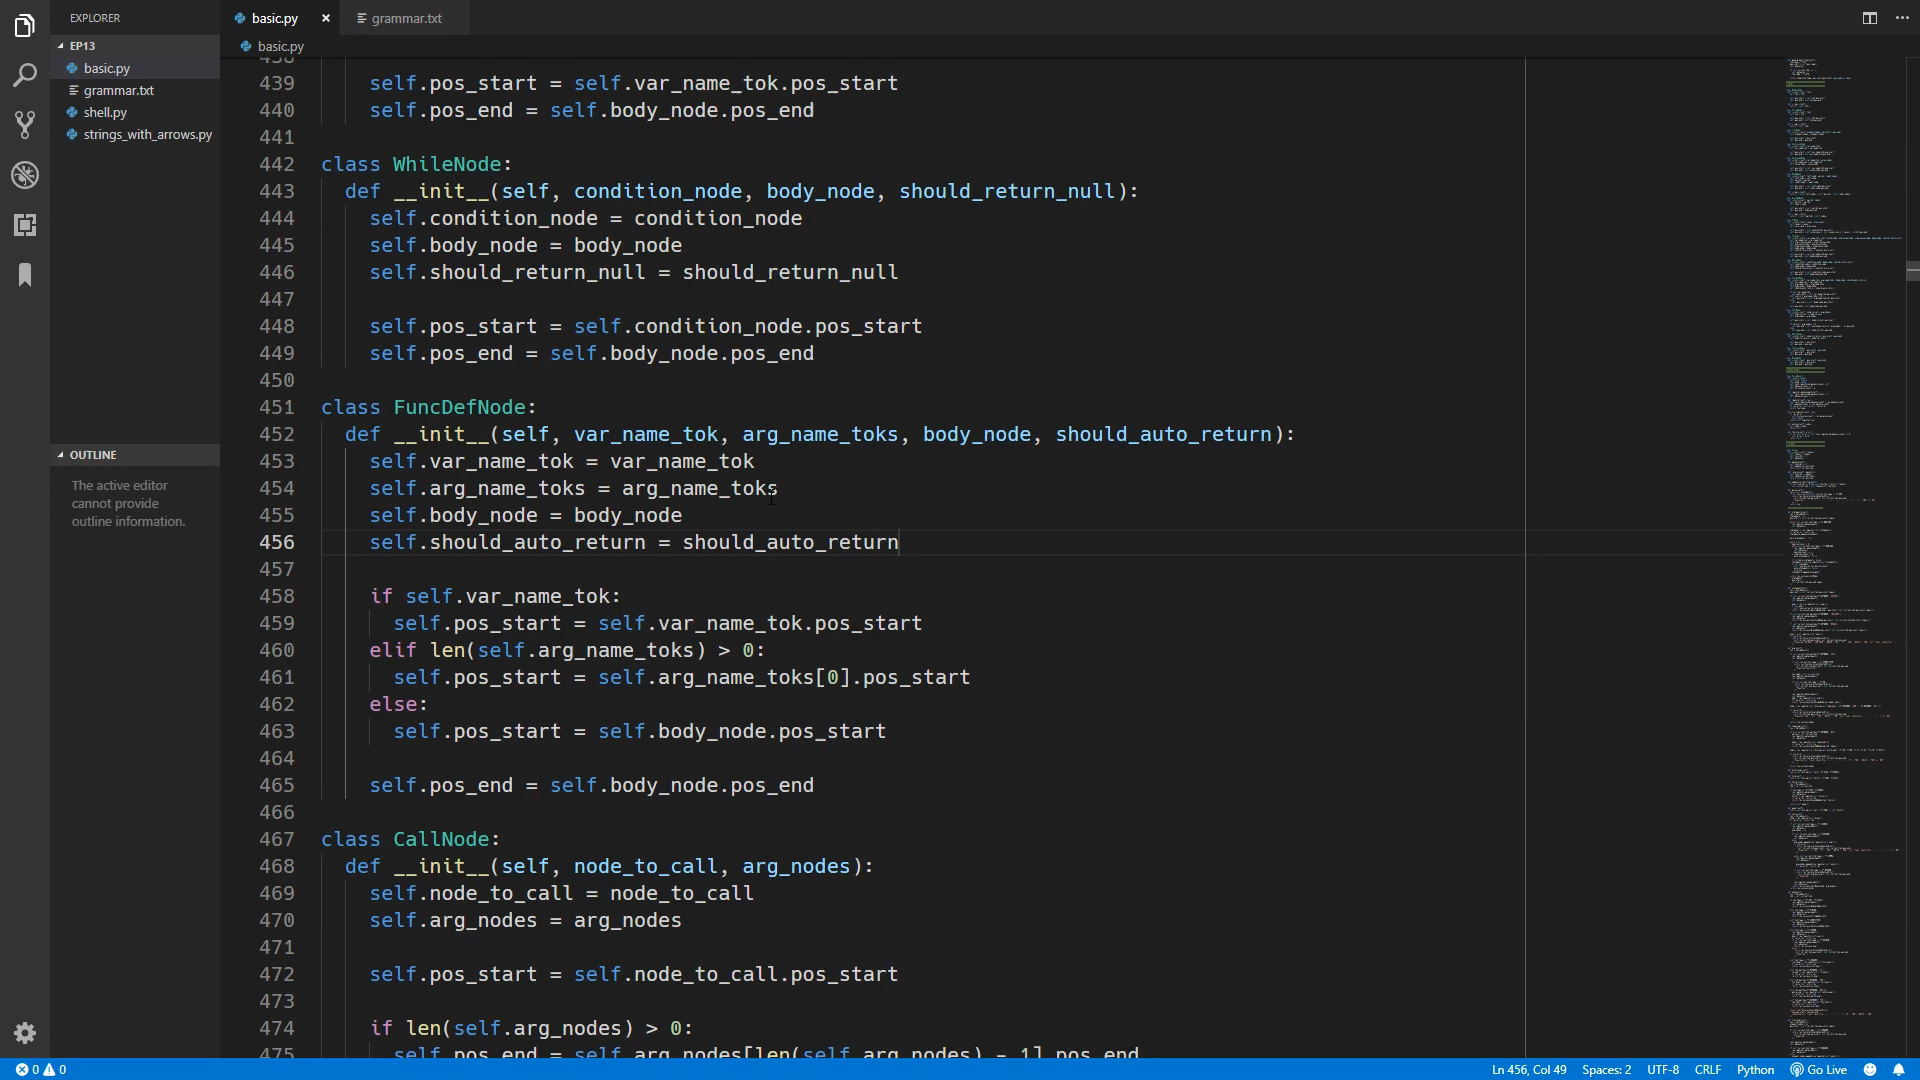 EXPLORER
EP13
basic.py
grammar.txt
shell.py
strings_with_arrows.py
OUTLINE
The active editor
cannot provide
outline information.
basic.py ×
grammar.txt
basic.py
438
439 self.pos_start = self.var_name_tok.pos_start
440 self.pos_end = self.body_node.pos_end
441
442 class WhileNode:
443 def __init__(self, condition_node, body_node, should_return_null):
444 self.condition_node = condition_node
445 self.body_node = body_node
446 self.should_return_null = should_return_null
447
448 self.pos_start = self.condition_node.pos_start
449 self.pos_end = self.body_node.pos_end
450
451 class FuncDefNode:
452 def __init__(self, var_name_tok, arg_name_toks, body_node, should_auto_return):
453 self.var_name_tok = var_name_tok
454 self.arg_name_toks = arg_name_toks
455 self.body_node = body_node
456 self.should_auto_return = should_auto_return
457
458 if self.var_name_tok:
459 self.pos_start = self.var_name_tok.pos_start
460 elif len(self.arg_name_toks) > 0:
461 self.pos_start = self.arg_name_toks[0].pos_start
462 else:
463 self.pos_start = self.body_node.pos_start
464
465 self.pos_end = self.body_node.pos_end
466
467 class CallNode:
468 def __init__(self, node_to_call, arg_nodes):
469 self.node_to_call = node_to_call
470 self.arg_nodes = arg_nodes
471
472 self.pos_start = self.node_to_call.pos_start
473
474 if len(self.arg_nodes) > 0:
475 self.pos_end = self.arg_nodes[len(self.arg_nodes) - 1].pos_end
0 0
Ln 456, Col 49 Spaces: 2 UTF-8 CRLF Python Go Live